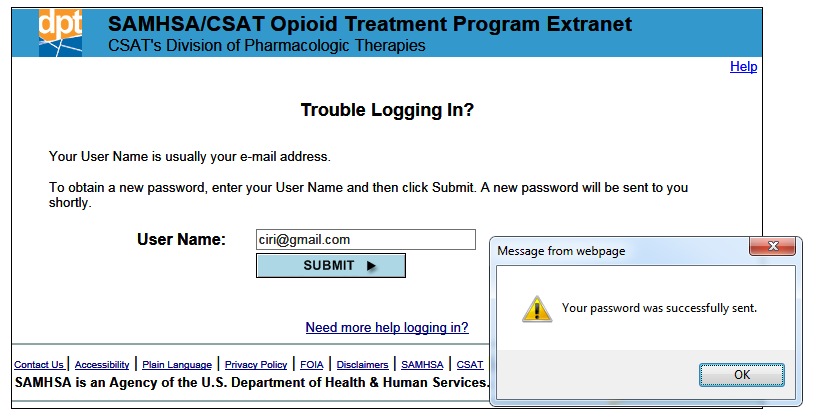 dpt
SAMHSA/CSAT Opioid Treatment Program Extranet
CSAT's Division of Pharmacologic Therapies
Help
Trouble Logging In?
Your User Name is usually your e-mail address.
To obtain a new password, enter your User Name and then click Submit. A new password will be sent to you
shortly.
User Name: ciri@gmail.com
SUBMIT
Message from webpage
Your password was successfully sent.
OK
Need more help logging in?
Contact Us | Accessibility | Plain Language | Privacy Policy | FOIA | Disclaimers | SAMHSA | CSAT
SAMHSA is an Agency of the U.S. Department of Health & Human Services.